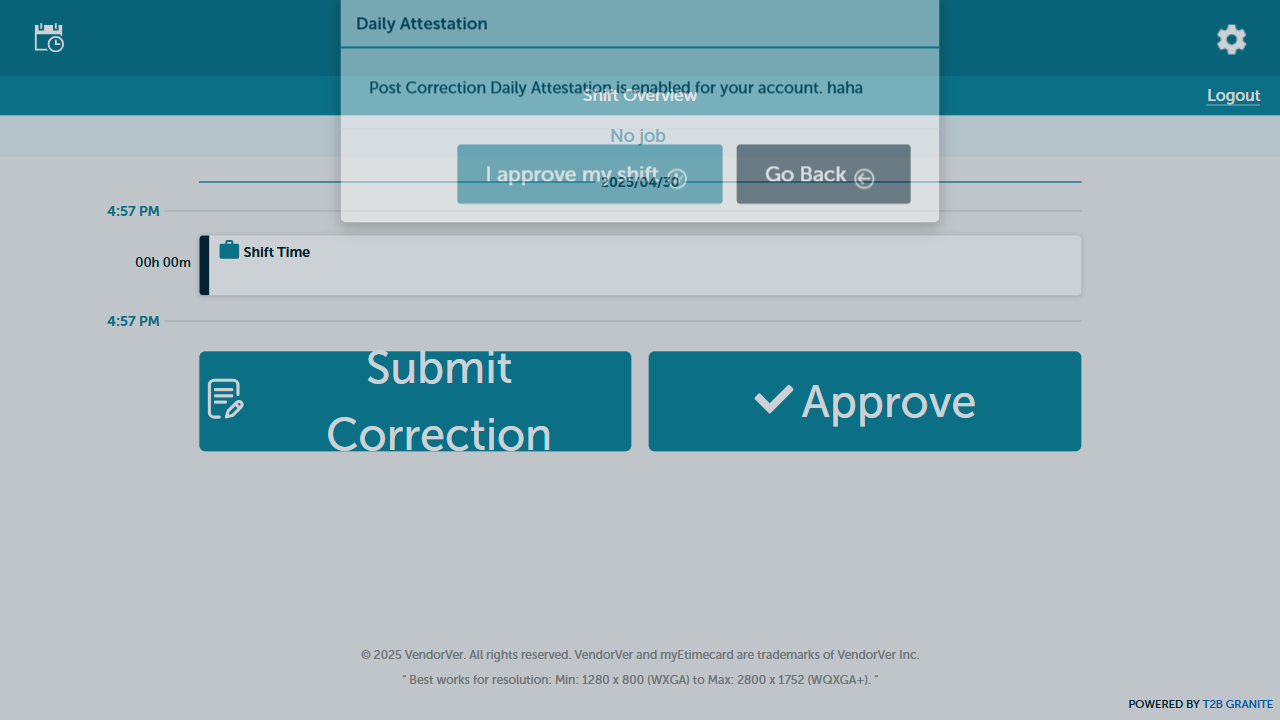 Daily Attestation
Post Correction Daily Attestation is enabled for your account. haha
Shift Overview
Logout
No job
I approve my shift
Go Back
2025/04/30
4:57 PM
00h 00m
Shift Time
4:57 PM
Submit
Correction
Approve
© 2025 VendorVer. All rights reserved. VendorVer and myEtimecard are trademarks of VendorVer Inc.
" Best works for resolution: Min: 1280 x 800 (WXGA) to Max: 2800 x 1752 (WQXGA+). "
POWERED BY T2B GRANITE